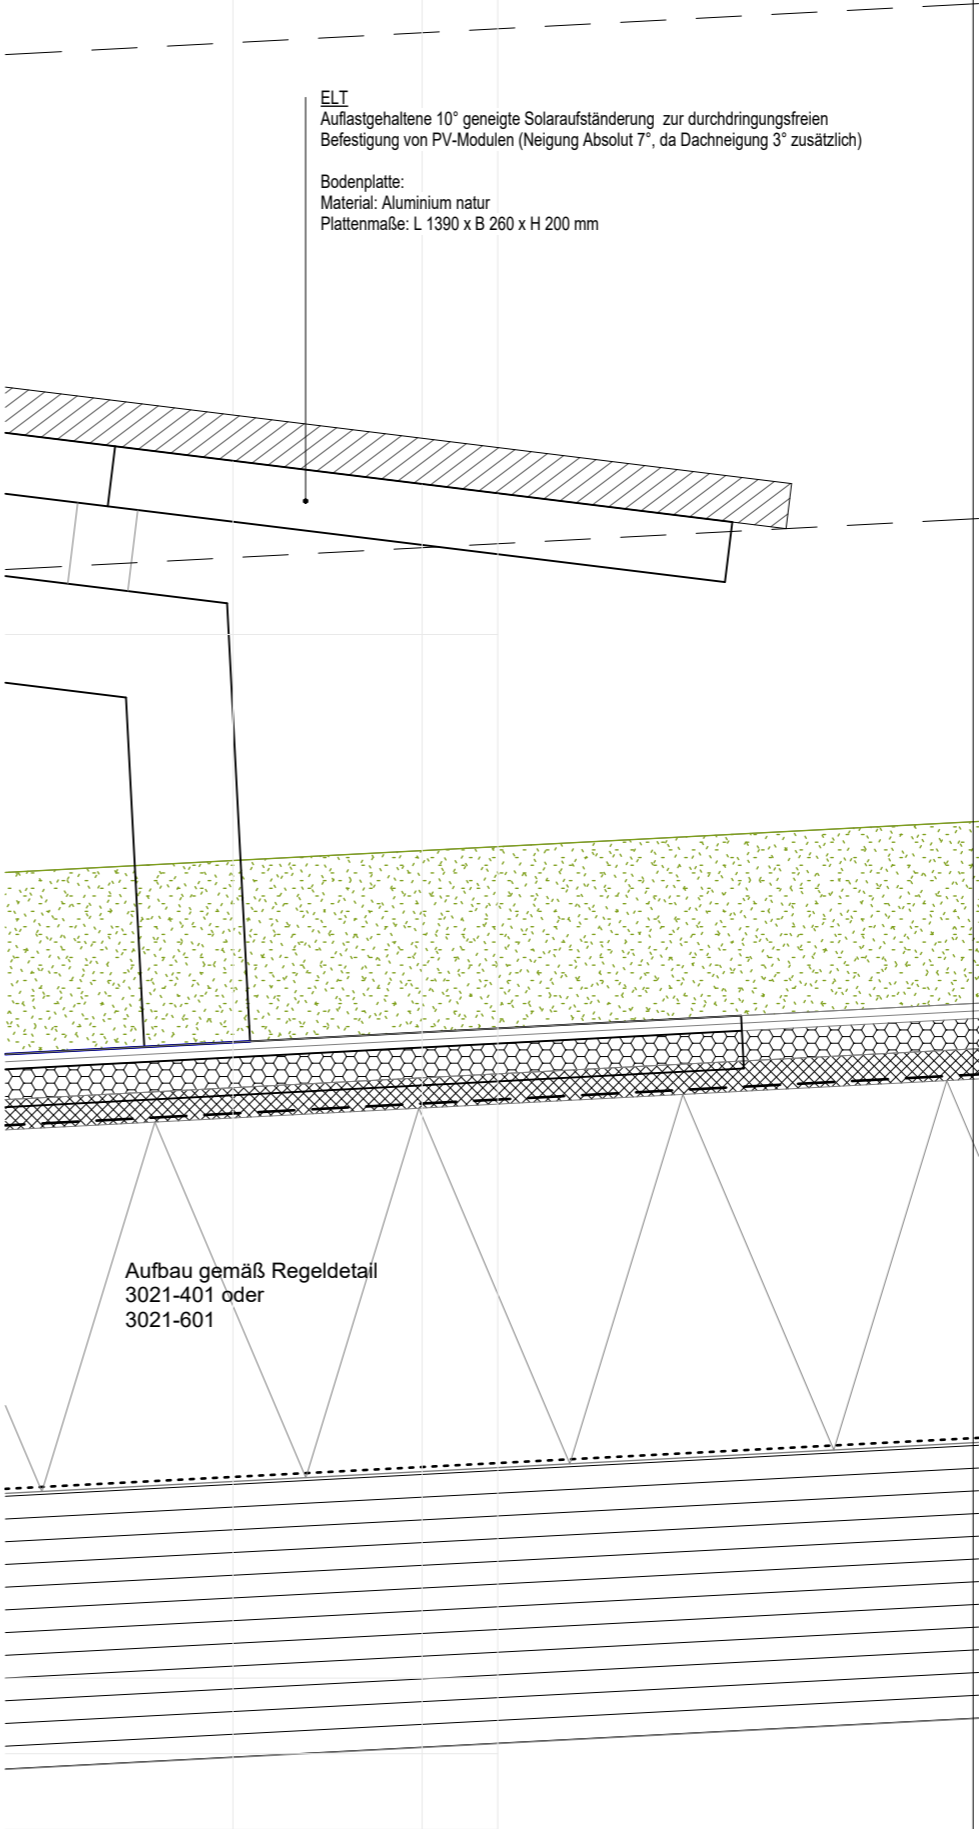 ELT
Auflastgehaltene 10° geneigte Solaraufständerung zur durchdringungsfreien
Befestigung von PV-Modulen (Neigung Absolut 7°, da Dachneigung 3° zusätzlich)
Bodenplatte:
Material: Aluminium natur
Plattenmaße: L 1390 x B 260 x H 200 mm
Aufbau gemäß Regeldetail
3021-401 oder
3021-601